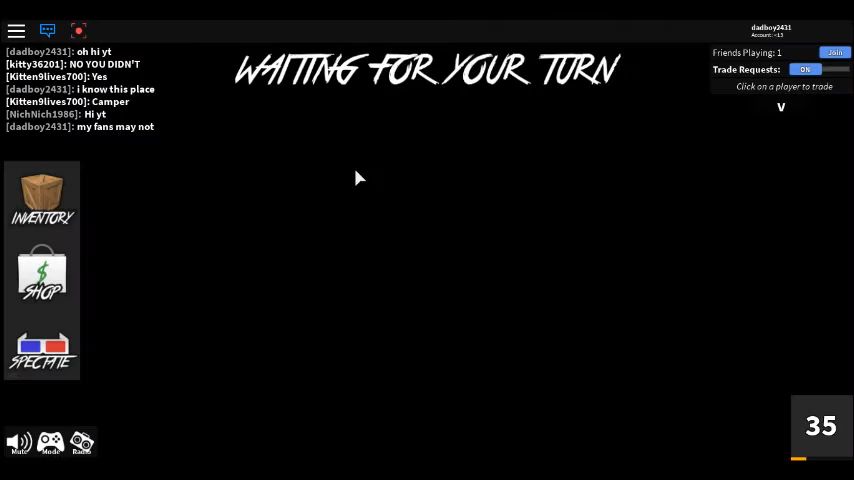 dadboy2431
Account: <13
[dadboy2431]: oh hi yt
[kitty36201]: NO YOU DIDN'T
[Kitten9lives700]: Yes
[dadboy2431]: i know this place
[Kitten9lives700]: Camper
[NichNich1986]: Hi yt
[dadboy2431]: my fans may not
WAITING FOR YOUR TURN
Friends Playing: 1 Join
Trade Requests: ON
Click on a player to trade
V
INVENTORY
$
SHOP
SPECTATE
Mute Mode Radio
35